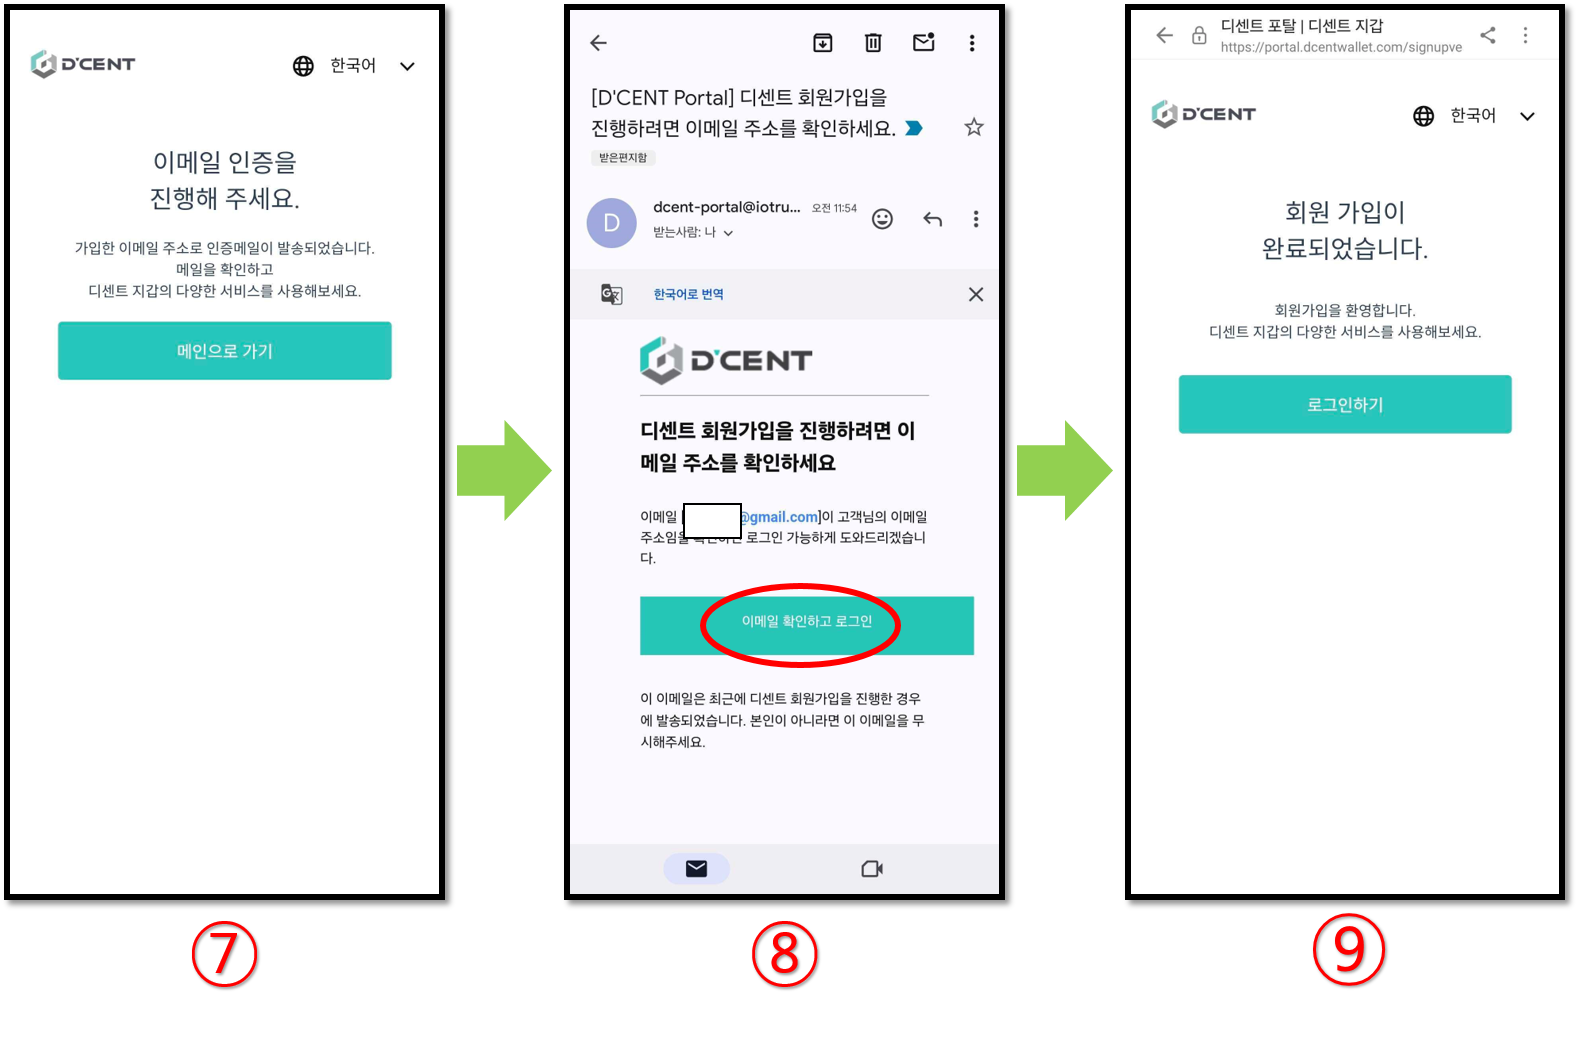 D'CENT
한국어
이메일 인증을
진행해 주세요.
가입한 이메일 주소로 인증메일이 발송되었습니다.
메일을 확인하고
디센트 지갑의 다양한 서비스를 사용해보세요.
메인으로 가기
⑦
[D'CENT Portal] 디센트 회원가입을
진행하려면 이메일 주소를 확인하세요.
받은편지함
D
dcent-portal@iotru... 오전 11:54
받는사람: 나
한국어로 번역
D'CENT
디센트 회원가입을 진행하려면 이
메일 주소를 확인하세요
이메일 [@gmail.com]이 고객님의 이메일
주소임을 로그인 가능하게 도와드리겠습니
다.
이메일 확인하고 로그인
이 이메일은 최근에 디센트 회원가입을 진행한 경우
에 발송되었습니다. 본인이 아니라면 이 이메일을 무
시해주세요.
⑧
디센트 포탈 | 디센트 지갑
https://portal.dcentwallet.com/signupve
D'CENT
한국어
회원 가입이
완료되었습니다.
회원가입을 환영합니다.
디센트 지갑의 다양한 서비스를 사용해보세요.
로그인하기
⑨